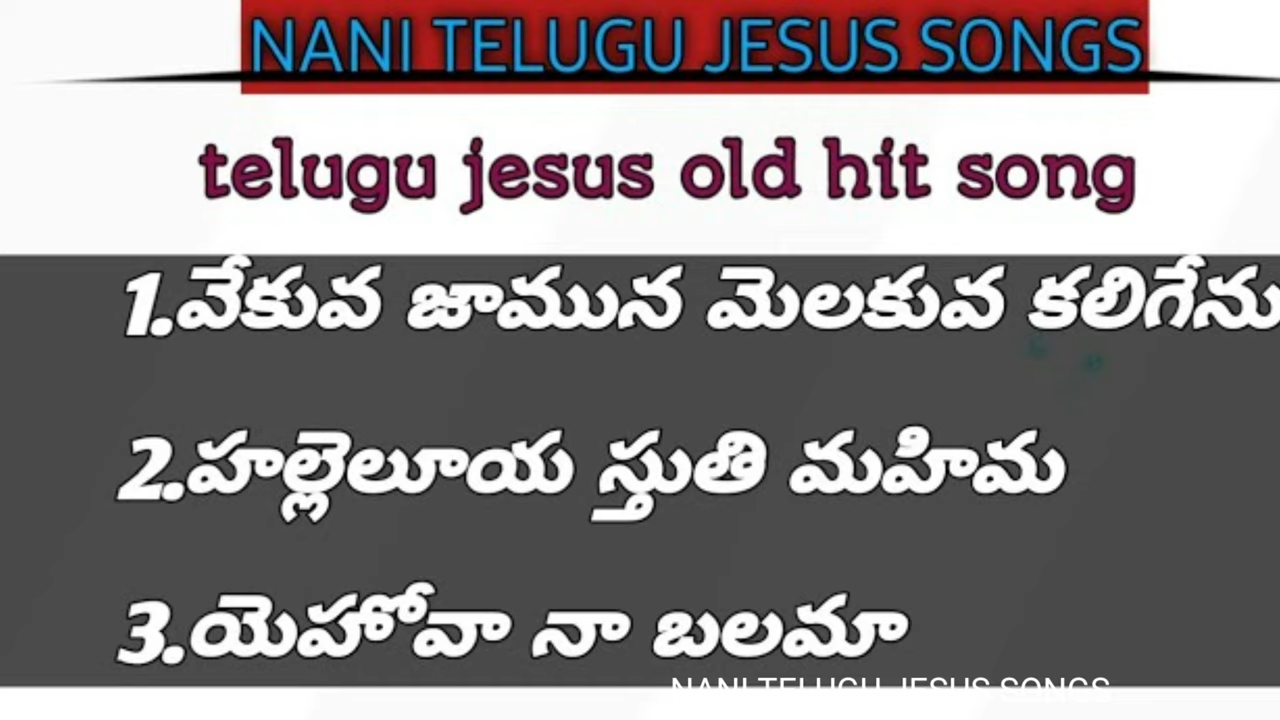 NANI TELUGU JESUS SONGS
telugu jesus old hit song
1.వేకువ జామున మెలకువ కలిగేను
2.హల్లెలూయ స్తుతి మహిమ
3.యెహోవా నా బలమా
NANI TELUGU JESUS SONGS